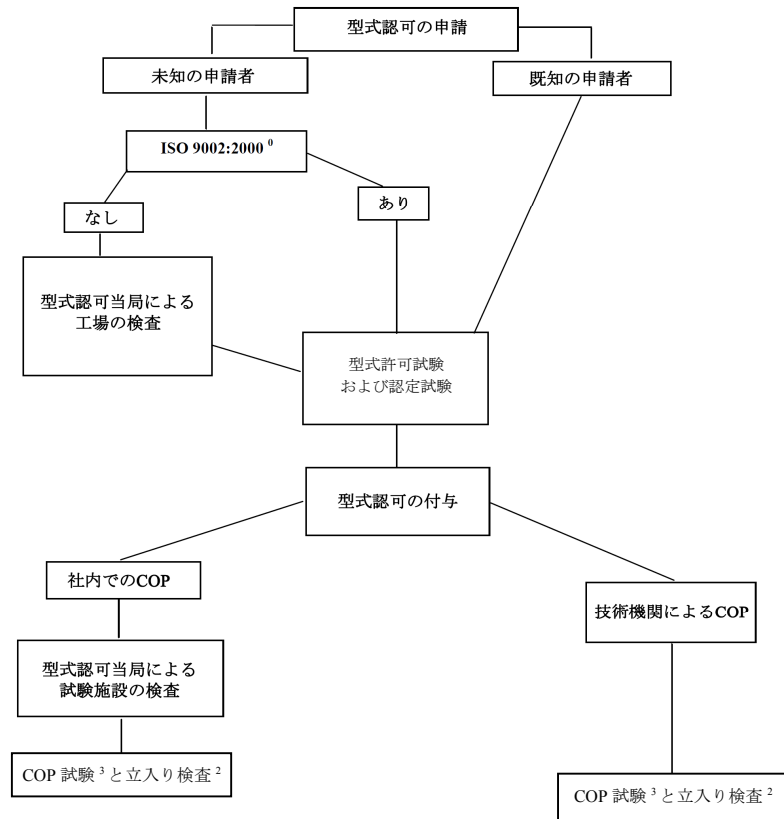 型式認可の申請
未知の申請者
既知の申請者
ISO 9002:2000 ⁰
なし
あり
型式認可当局による
工場の検査
型式許可試験
および認定試験
型式認可の付与
社内でのCOP
技術機関によるCOP
型式認可当局による
試験施設の検査
COP 試験 ³ と立入り検査 ²
COP 試験 ³ と立入り検査 ²